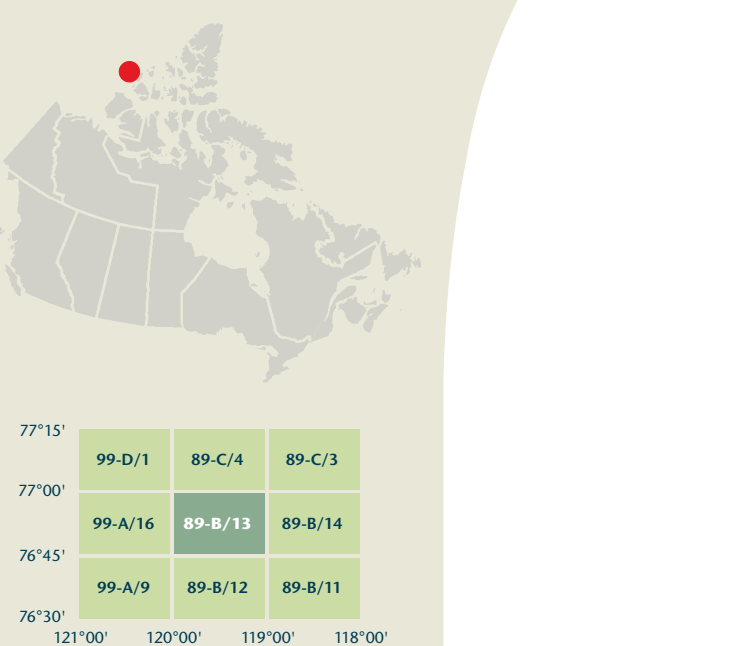 77°15'
99-D/1 89-C/4 89-C/3
77°00'
99-A/16 89-B/13 89-B/14
76°45'
99-A/9 89-B/12 89-B/11
76°30'
121°00' 120°00' 119°00' 118°00'